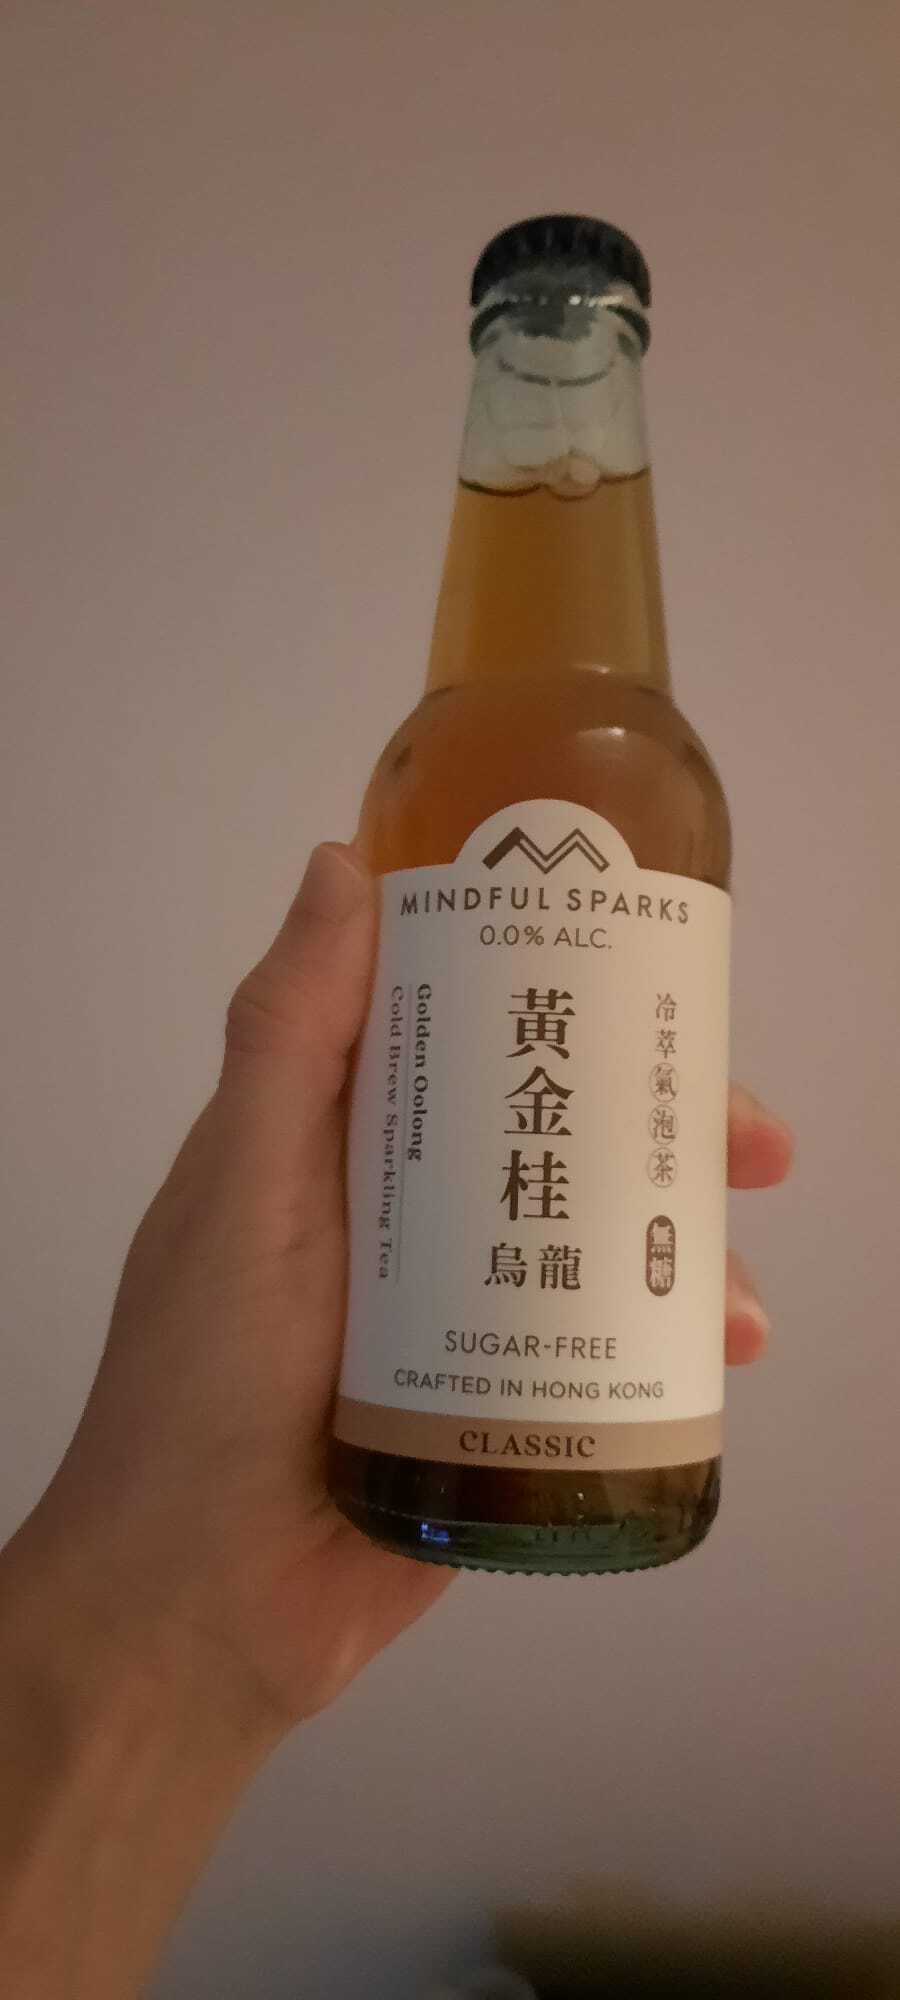 MINDFUL SPARKS
0.0% ALC.
Golden Oolong
Cold Brew Sparkling Tea
黃金桂
烏龍
冷萃氣泡茶
無糖
SUGAR-FREE
CRAFTED IN HONG KONG
CLASSIC